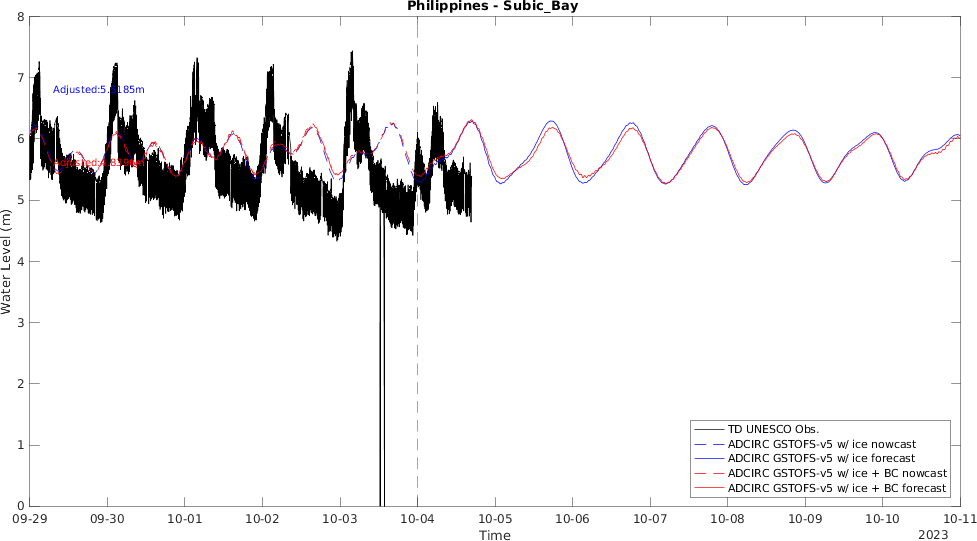 Philippines - Subic_Bay
8
7
6
5
4
3
2
1
0
Water Level (m)
09-29 09-30 10-01 10-02 10-03 10-04 10-05 10-06 10-07 10-08 10-09 10-10 10-11
Time
2023
TD UNESCO Obs.
ADCIRC GSTOFS-v5 w/ ice nowcast
ADCIRC GSTOFS-v5 w/ ice forecast
ADCIRC GSTOFS-v5 w/ ice + BC nowcast
ADCIRC GSTOFS-v5 w/ ice + BC forecast